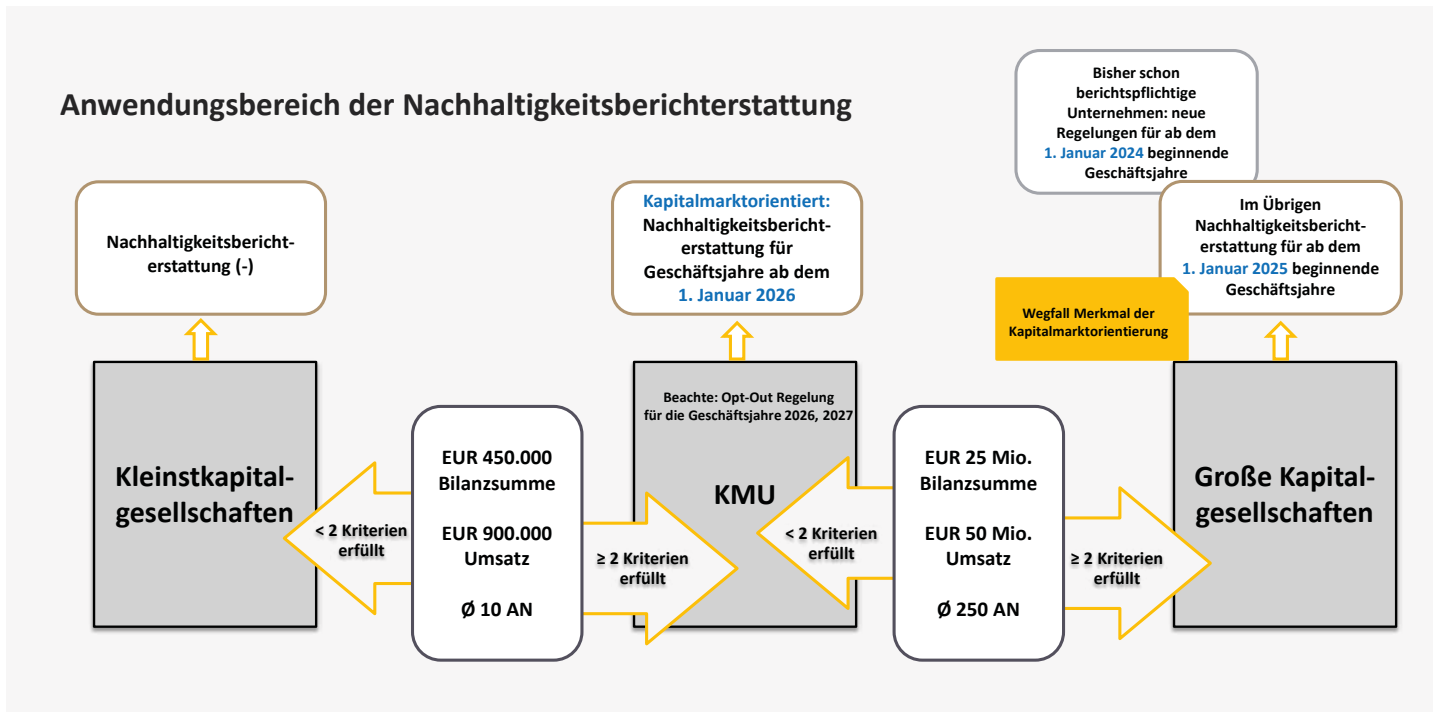 Anwendungsbereich der Nachhaltigkeitsberichterstattung
Bisher schon
berichtspflichtige
Unternehmen: neue
Regelungen für ab dem
1. Januar 2024 beginnende
Geschäftsjahre
Nachhaltigkeitsbericht-
erstattung (-)
Kapitalmarktorientiert:
Nachhaltigkeitsbericht-
erstattung für
Geschäftsjahre ab dem
1. Januar 2026
Im Übrigen
Nachhaltigkeitsbericht-
erstattung für ab dem
1. Januar 2025 beginnende
Geschäftsjahre
Wegfall Merkmal der
Kapitalmarktorientierung
Kleinstkapital-
gesellschaften
< 2 Kriterien
erfüllt
EUR 450.000
Bilanzsumme
EUR 900.000
Umsatz
Ø 10 AN
≥ 2 Kriterien
erfüllt
Beachte: Opt-Out Regelung
für die Geschäftsjahre 2026, 2027
KMU
< 2 Kriterien
erfüllt
EUR 25 Mio.
Bilanzsumme
EUR 50 Mio.
Umsatz
Ø 250 AN
≥ 2 Kriterien
erfüllt
Große Kapital-
gesellschaften